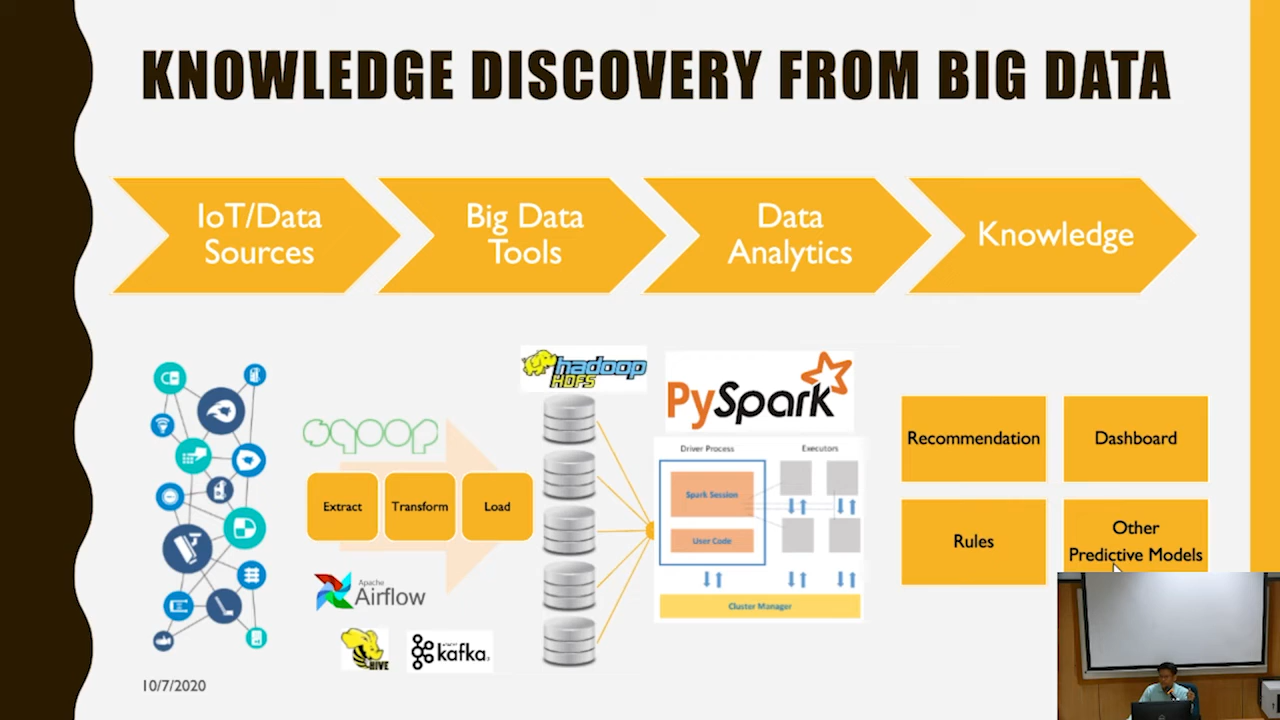 KNOWLEDGE DISCOVERY FROM BIG DATA
IoT/Data
Sources
Big Data
Tools
Data
Analytics
Knowledge
sqoop
Extract
Transform
Load
Apache
Airflow
HIVE
kafka
hadoop
HDFS
PySpark
Driver Process
Executors
Spark Session
User Code
Cluster Manager
Recommendation
Dashboard
Rules
Other
Predictive Models
10/7/2020